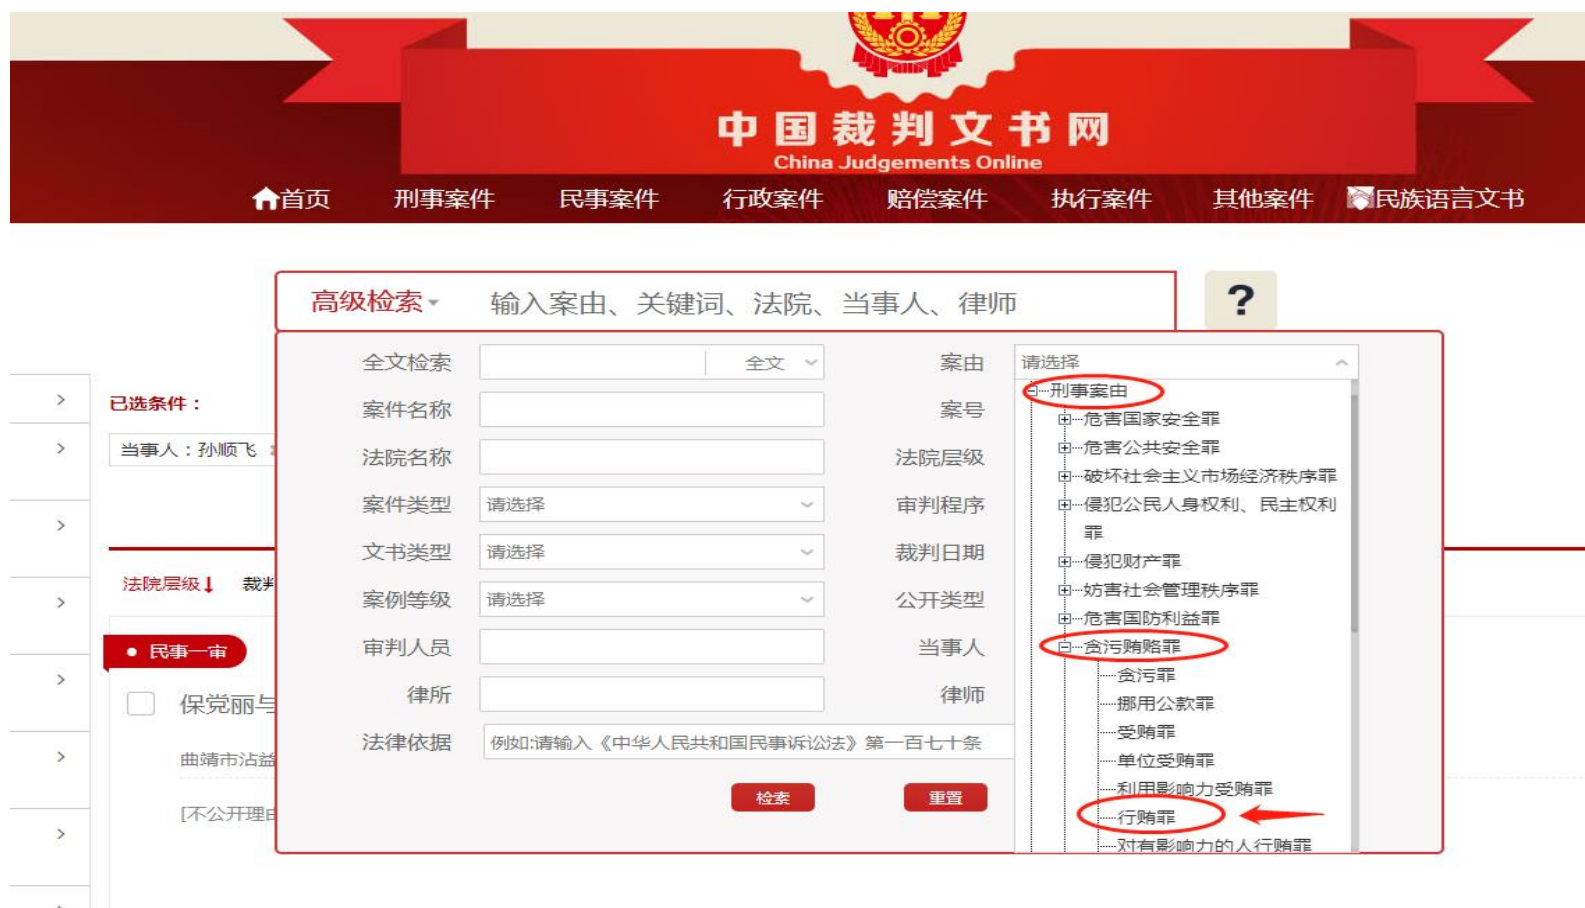 中国裁判文书网
China Judgements Online
首页 刑事案件 民事案件 行政案件 赔偿案件 执行案件 其他案件 民族语言文书
高级检索 输入案由、关键词、法院、当事人、律师 ?
全文检索 全文 案由 请选择
刑事案由
已选条件：
案件名称 案号
危害国家安全罪
当事人：孙顺飞
法院名称 法院层级
危害公共安全罪
破坏社会主义市场经济秩序罪
案件类型 请选择 审判程序
侵犯公民人身权利、民主权利
罪
文书类型 请选择 裁判日期
侵犯财产罪
法院层级 裁判
案例等级 请选择 公开类型
妨害社会管理秩序罪
危害国防利益罪
民事一审
审判人员 当事人
贪污贿赂罪
贪污罪
保党丽与
律所 律师
挪用公款罪
受贿罪
法律依据 例如:请输入《中华人民共和国民事诉讼法》第一百七十条
曲靖市沾益
单位受贿罪
利用影响力受贿罪
检索 重置
[不公开理由
行贿罪
对有影响力的人行贿罪